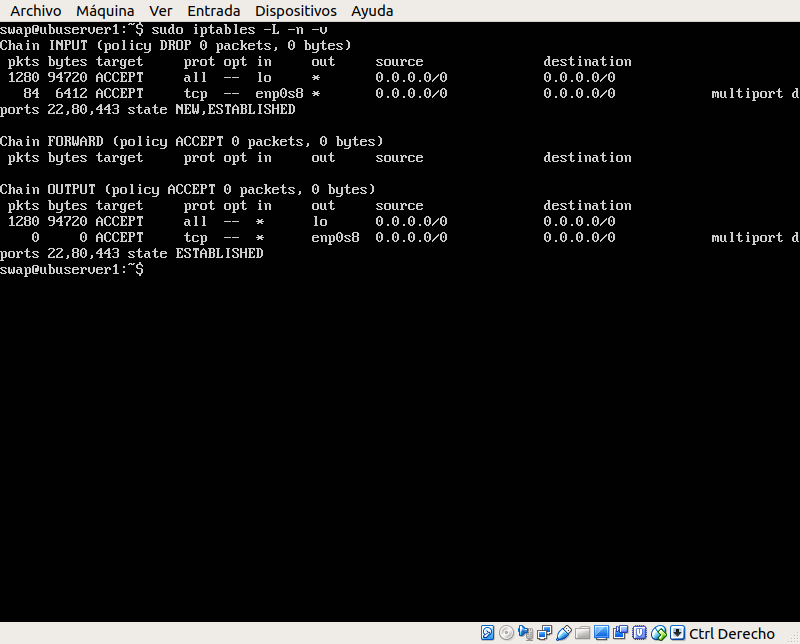 Archivo Máquina Ver Entrada Dispositivos Ayuda
swap@ubuserver1:~$ sudo iptables -L -n -v
Chain INPUT (policy DROP 0 packets, 0 bytes)
 pkts bytes target     prot opt in     out     source               destination
 1280 94720 ACCEPT     all  --  lo     *       0.0.0.0/0            0.0.0.0/0
   84  6412 ACCEPT     tcp  --  enp0s8 *       0.0.0.0/0            0.0.0.0/0            multiport d
ports 22,80,443 state NEW,ESTABLISHED
Chain FORWARD (policy ACCEPT 0 packets, 0 bytes)
 pkts bytes target     prot opt in     out     source               destination
Chain OUTPUT (policy ACCEPT 0 packets, 0 bytes)
 pkts bytes target     prot opt in     out     source               destination
 1280 94720 ACCEPT     all  --  *      lo      0.0.0.0/0            0.0.0.0/0
    0     0 ACCEPT     tcp  --  *      enp0s8  0.0.0.0/0            0.0.0.0/0            multiport d
ports 22,80,443 state ESTABLISHED
swap@ubuserver1:~$
Ctrl Derecho